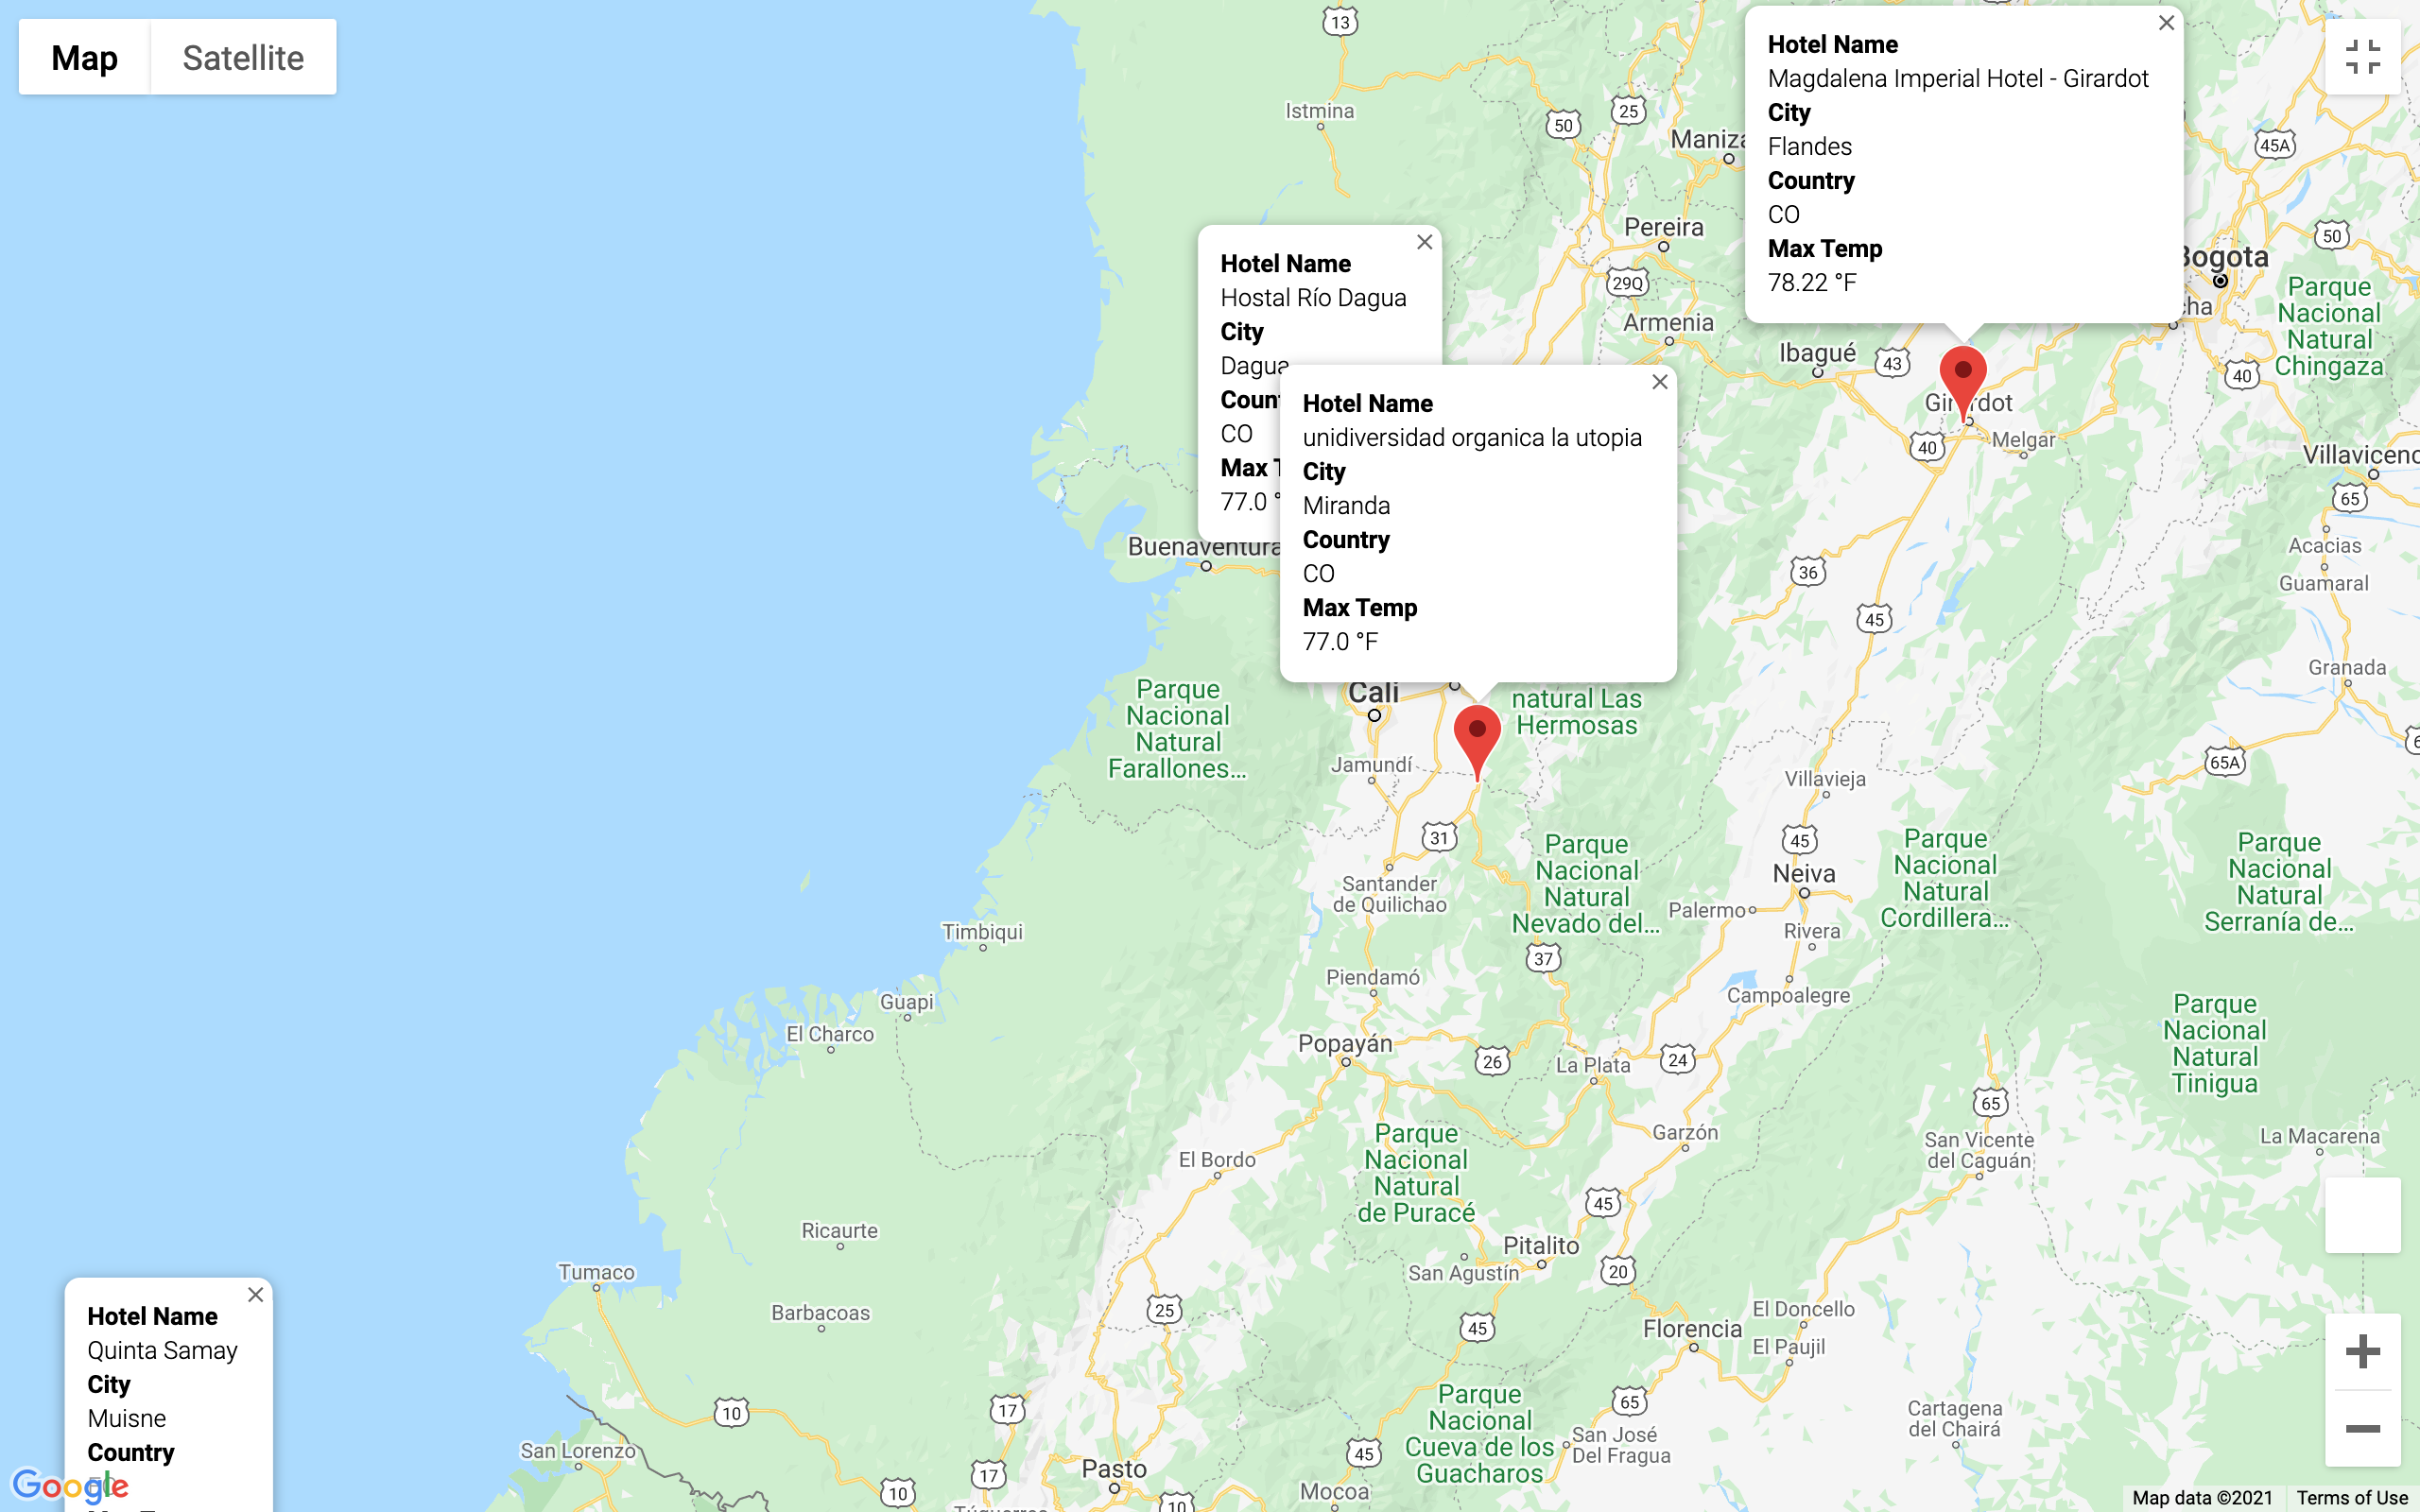 Map
Satellite
13
Istmina
50
25
Maniza
Pereira
29Q
Armenia
Ibagué
43
Hotel Name
Magdalena Imperial Hotel - Girardot
City
Flandes
Country
CO
Max Temp
78.22 °F
45A
50
Bogota
cha
Parque
Nacional
Natural
Chingaza
40
Girardot
40
Melgar
Villavicenc
65
Acacias
Guamaral
Granada
65A
Hotel Name
Hostal Río Dagua
City
Dagua
Count
CO
Max T
77.0 °
Buenaventura
Hotel Name
unidiversidad organica la utopia
City
Miranda
Country
CO
Max Temp
77.0 °F
36
45
Cali
natural Las
Hermosas
Parque
Nacional
Natural
Farallones...
Jamundí
Villavieja
31
45
Santander
de Quilichao
Parque
Nacional
Natural
Nevado del...
Neiva
Palermo
Rivera
Parque
Nacional
Natural
Cordillera...
Parque
Nacional
Natural
Serranía de...
Timbiqui
37
Piendamó
Campoalegre
Guapi
El Charco
Popayán
26
La Plata
24
Parque
Nacional
Natural
Tinigua
65
San Vicente
del Caguán
La Macarena
Garzón
Parque
Nacional
Natural
de Puracé
El Bordo
45
Ricaurte
Pitalito
San Agustín
20
Tumaco
Barbacoas
25
45
Florencia
El Doncello
El Paujil
Hotel Name
Quinta Samay
City
Muisne
Country
10
17
65
Parque
Nacional
Cueva de los
Guacharos
Cartagena
del Chairá
San José
Del Fragua
San Lorenzo
45
17
Pasto
10
10
Mocoa
Google
Map data ©2021
Terms of Use